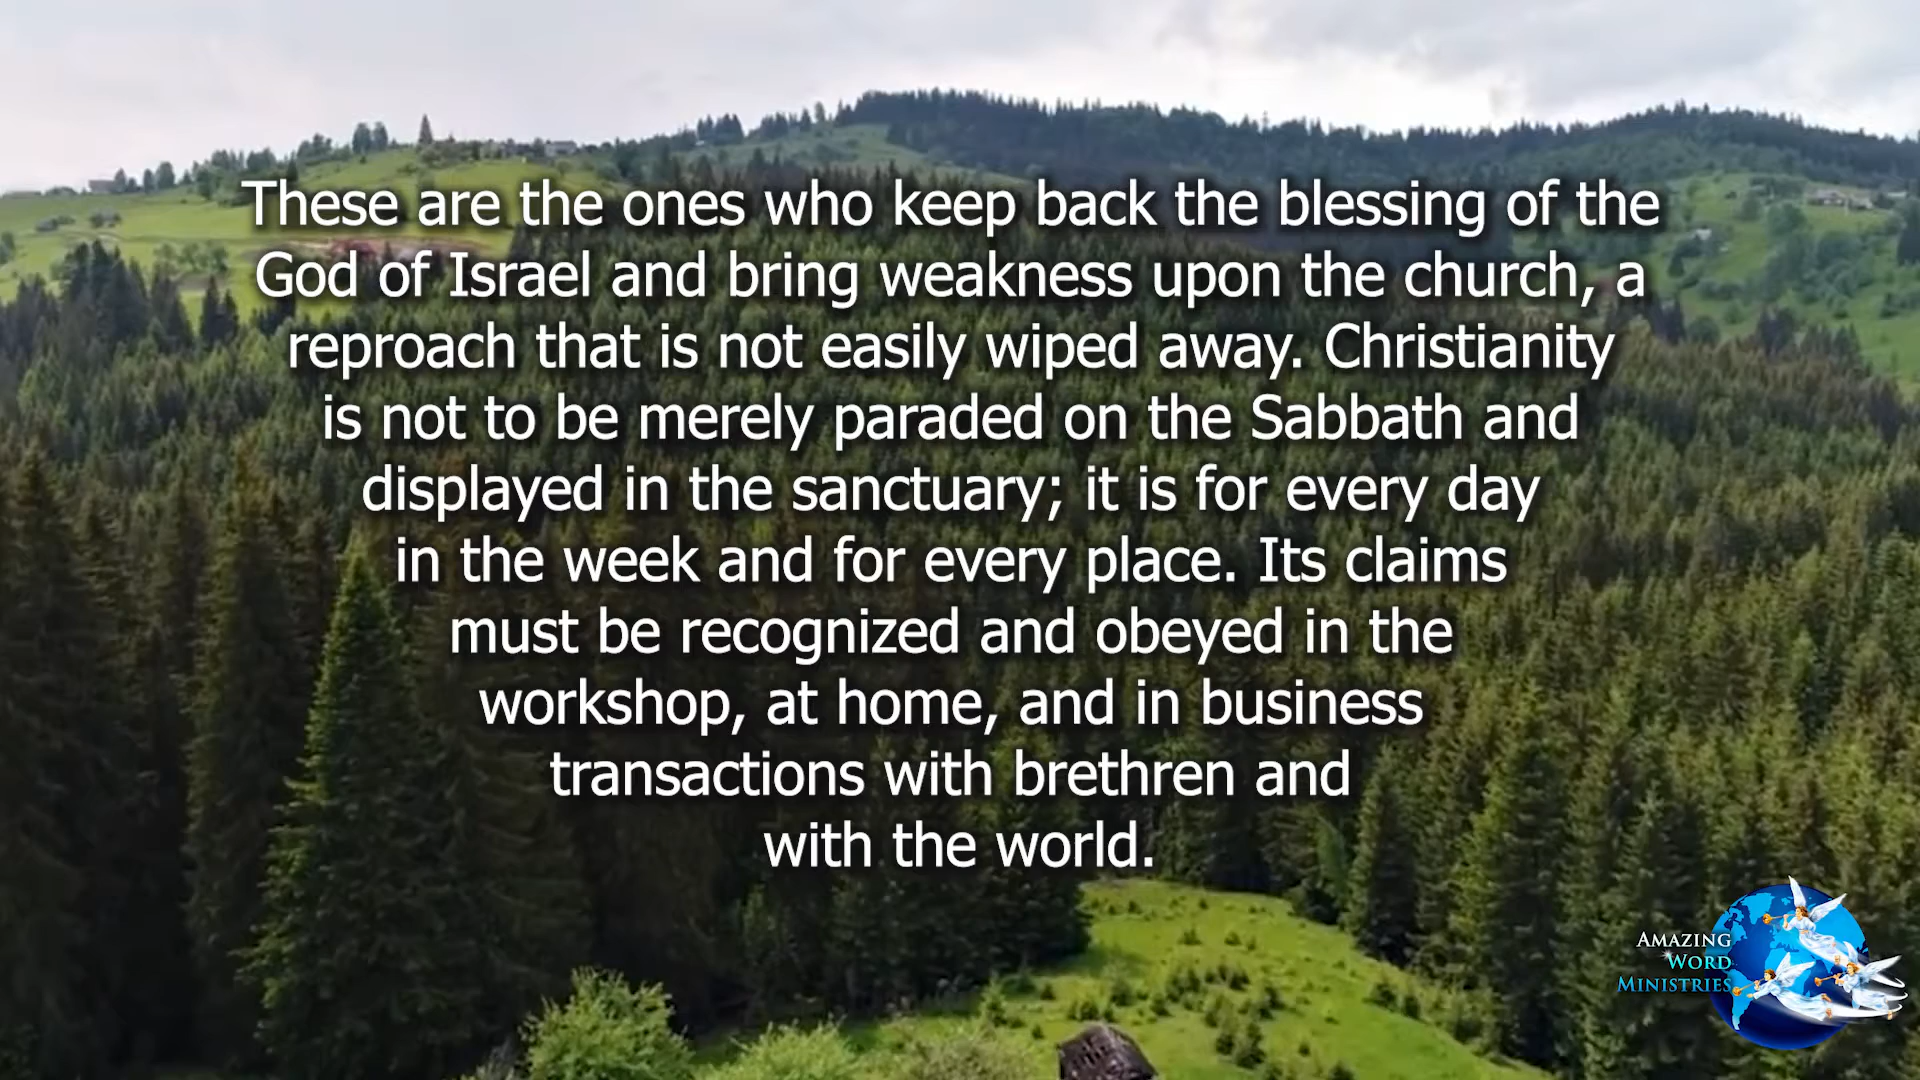 These are the ones who keep back the blessing of the
God of Israel and bring weakness upon the church, a
reproach that is not easily wiped away. Christianity
is not to be merely paraded on the Sabbath and
displayed in the sanctuary; it is for every day
in the week and for every place. Its claims
must be recognized and obeyed in the
workshop, at home, and in business
transactions with brethren and
with the world.
AMAZING
WORD
MINISTRIES